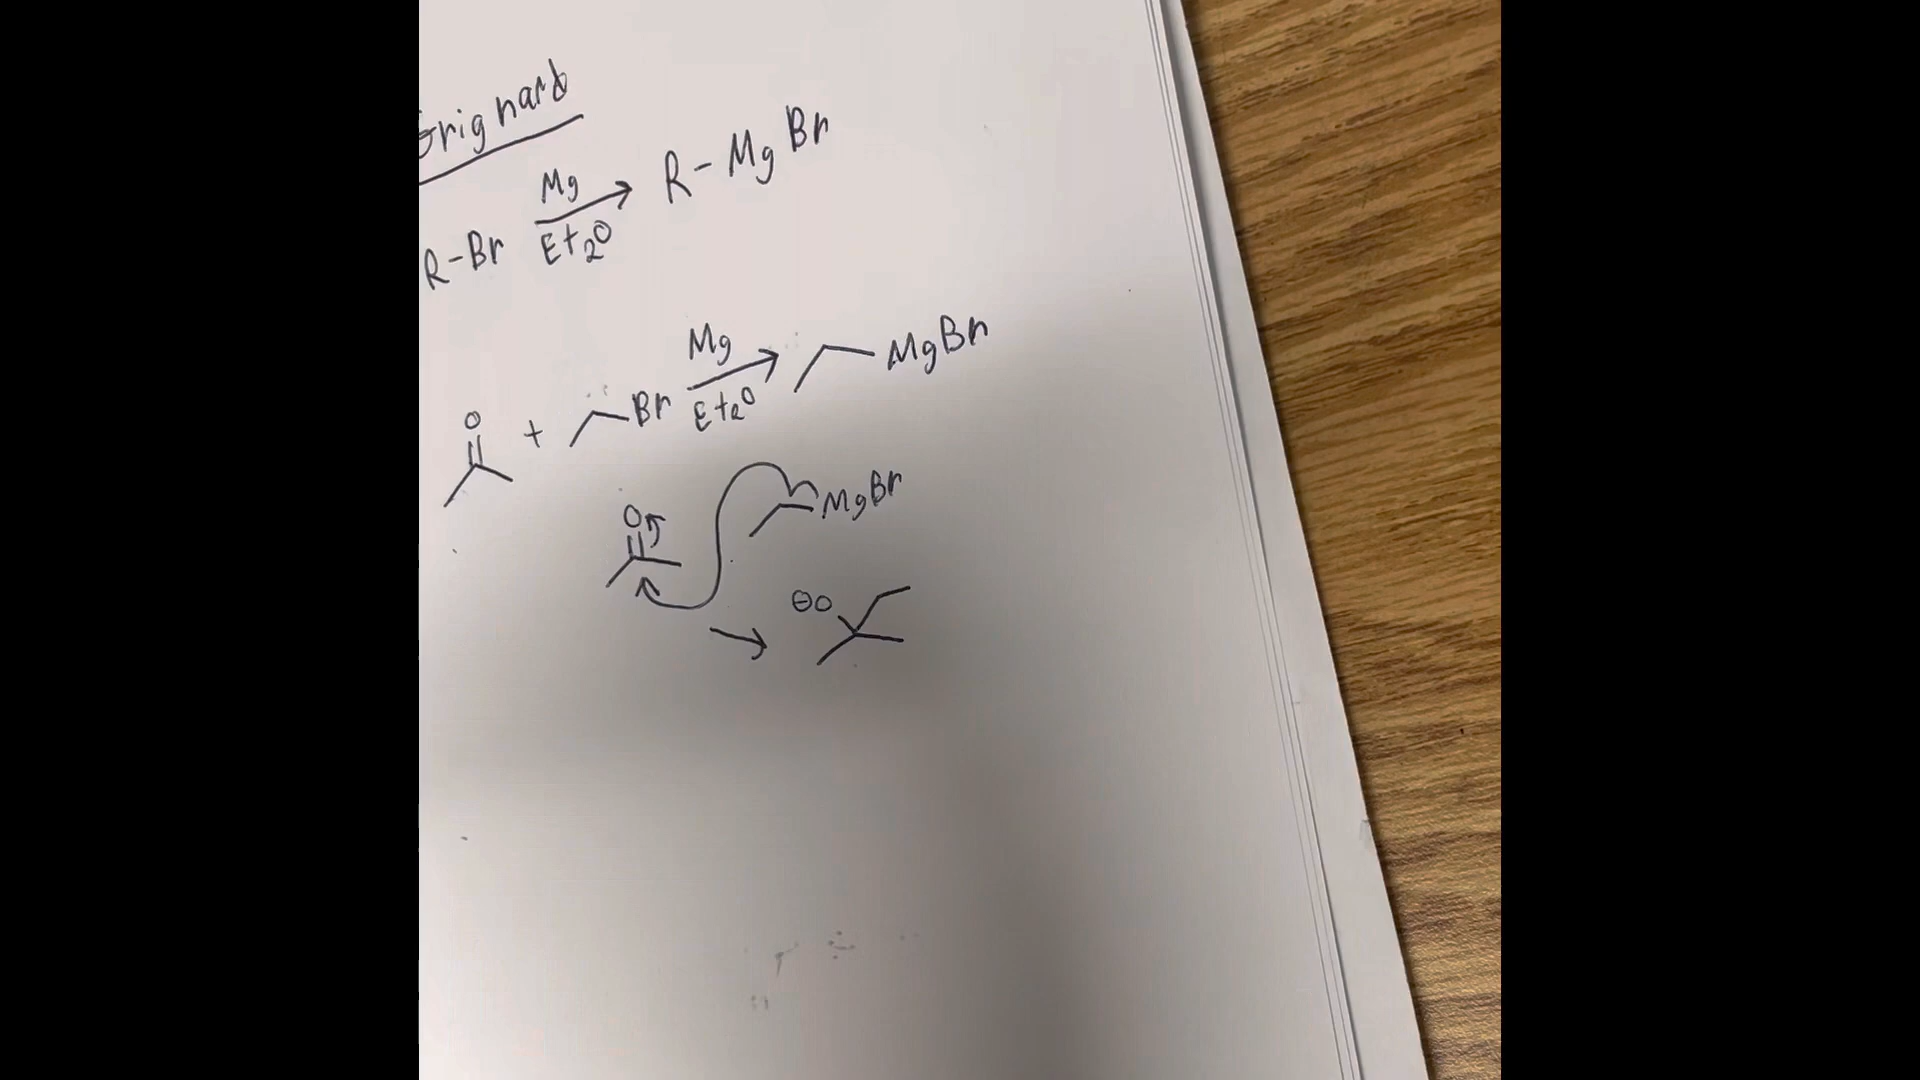 Grignard
R-Br Mg Et₂O → R-MgBr
O + Br Mg Et₂O → MgBr
O MgBr
→ ⊖O